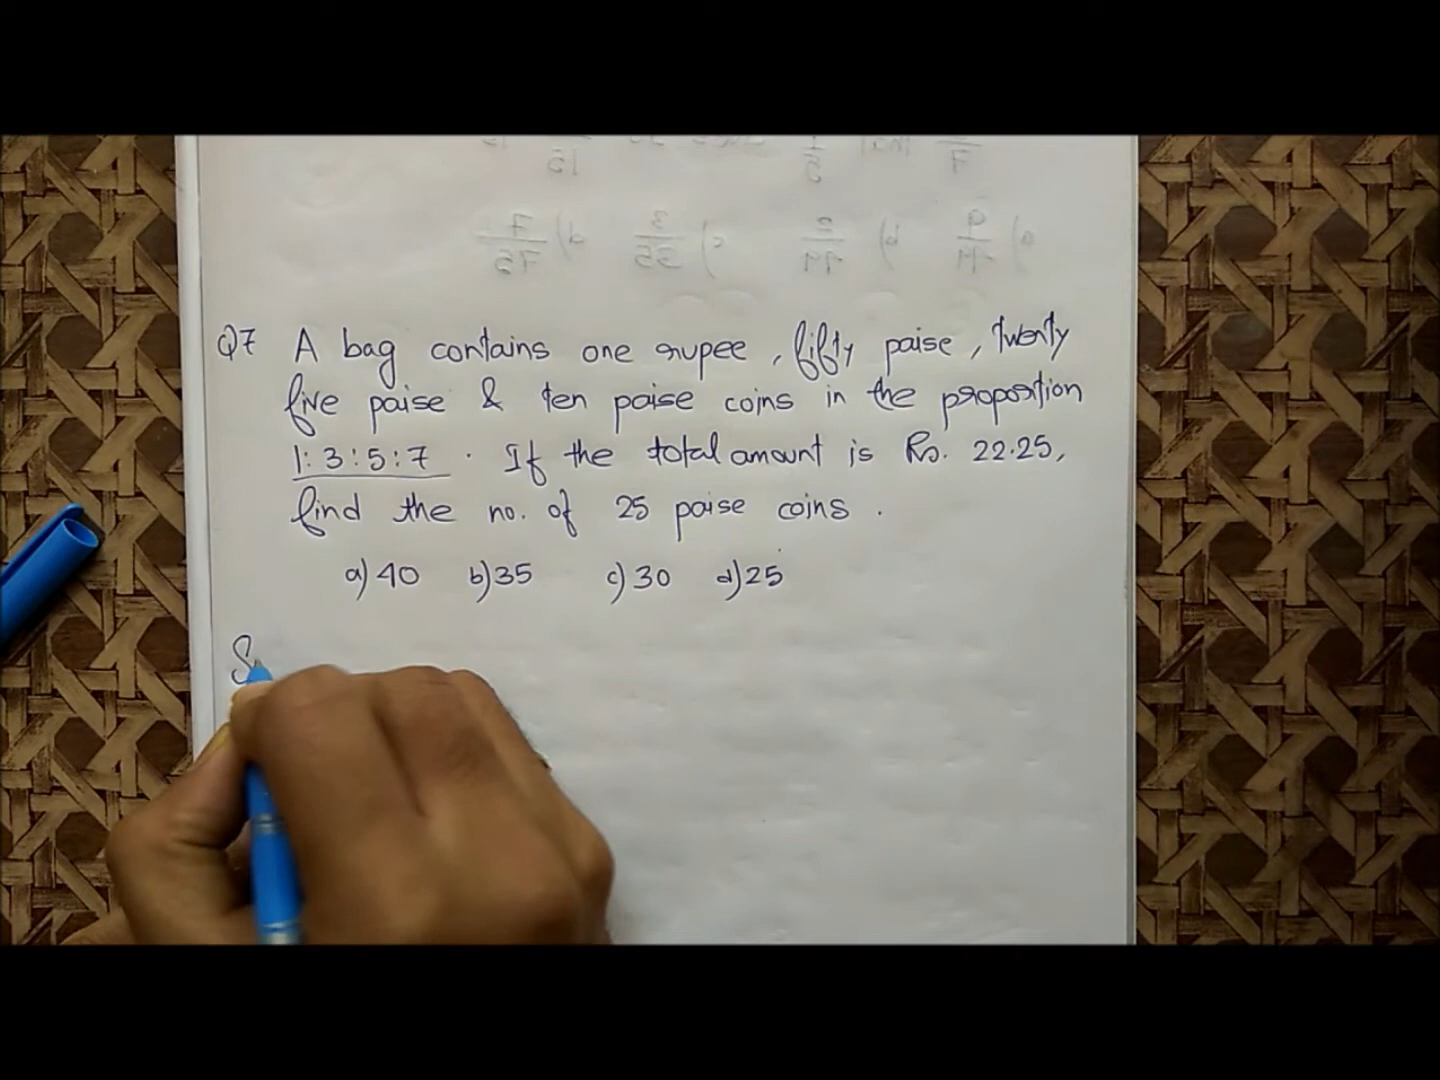 Q7 A bag contains one rupee, fifty paise, twenty
five paise & ten paise coins in the proportion
1:3:5:7. If the total amount is Rs. 22.25,
find the no. of 25 paise coins.
a) 40 b) 35 c) 30 d) 25
S